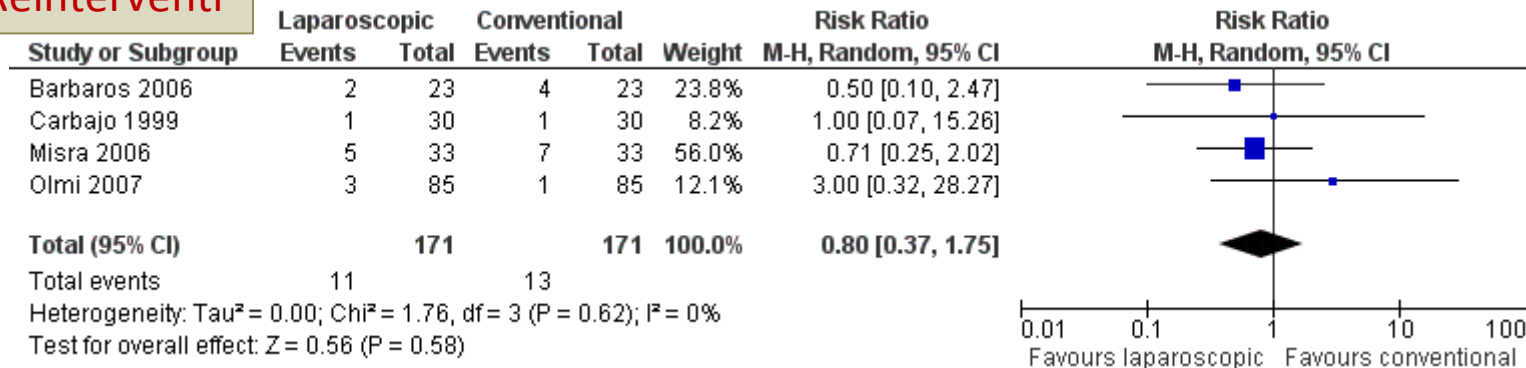 Reinterventi
Laparoscopic Conventional Risk Ratio Risk Ratio
Study or Subgroup Events Total Events Total Weight M-H, Random, 95% CI M-H, Random, 95% CI
Barbaros 2006 2 23 4 23 23.8% 0.50 [0.10, 2.47]
Carbajo 1999 1 30 1 30 8.2% 1.00 [0.07, 15.26]
Misra 2006 5 33 7 33 56.0% 0.71 [0.25, 2.02]
Olmi 2007 3 85 1 85 12.1% 3.00 [0.32, 28.27]
Total (95% CI) 171 171 100.0% 0.80 [0.37, 1.75]
Total events 11 13
Heterogeneity: Tau² = 0.00; Chi² = 1.76, df = 3 (P = 0.62); I² = 0%
Test for overall effect: Z = 0.56 (P = 0.58)
0.01 0.1 1 10 100
Favours laparoscopic Favours conventional